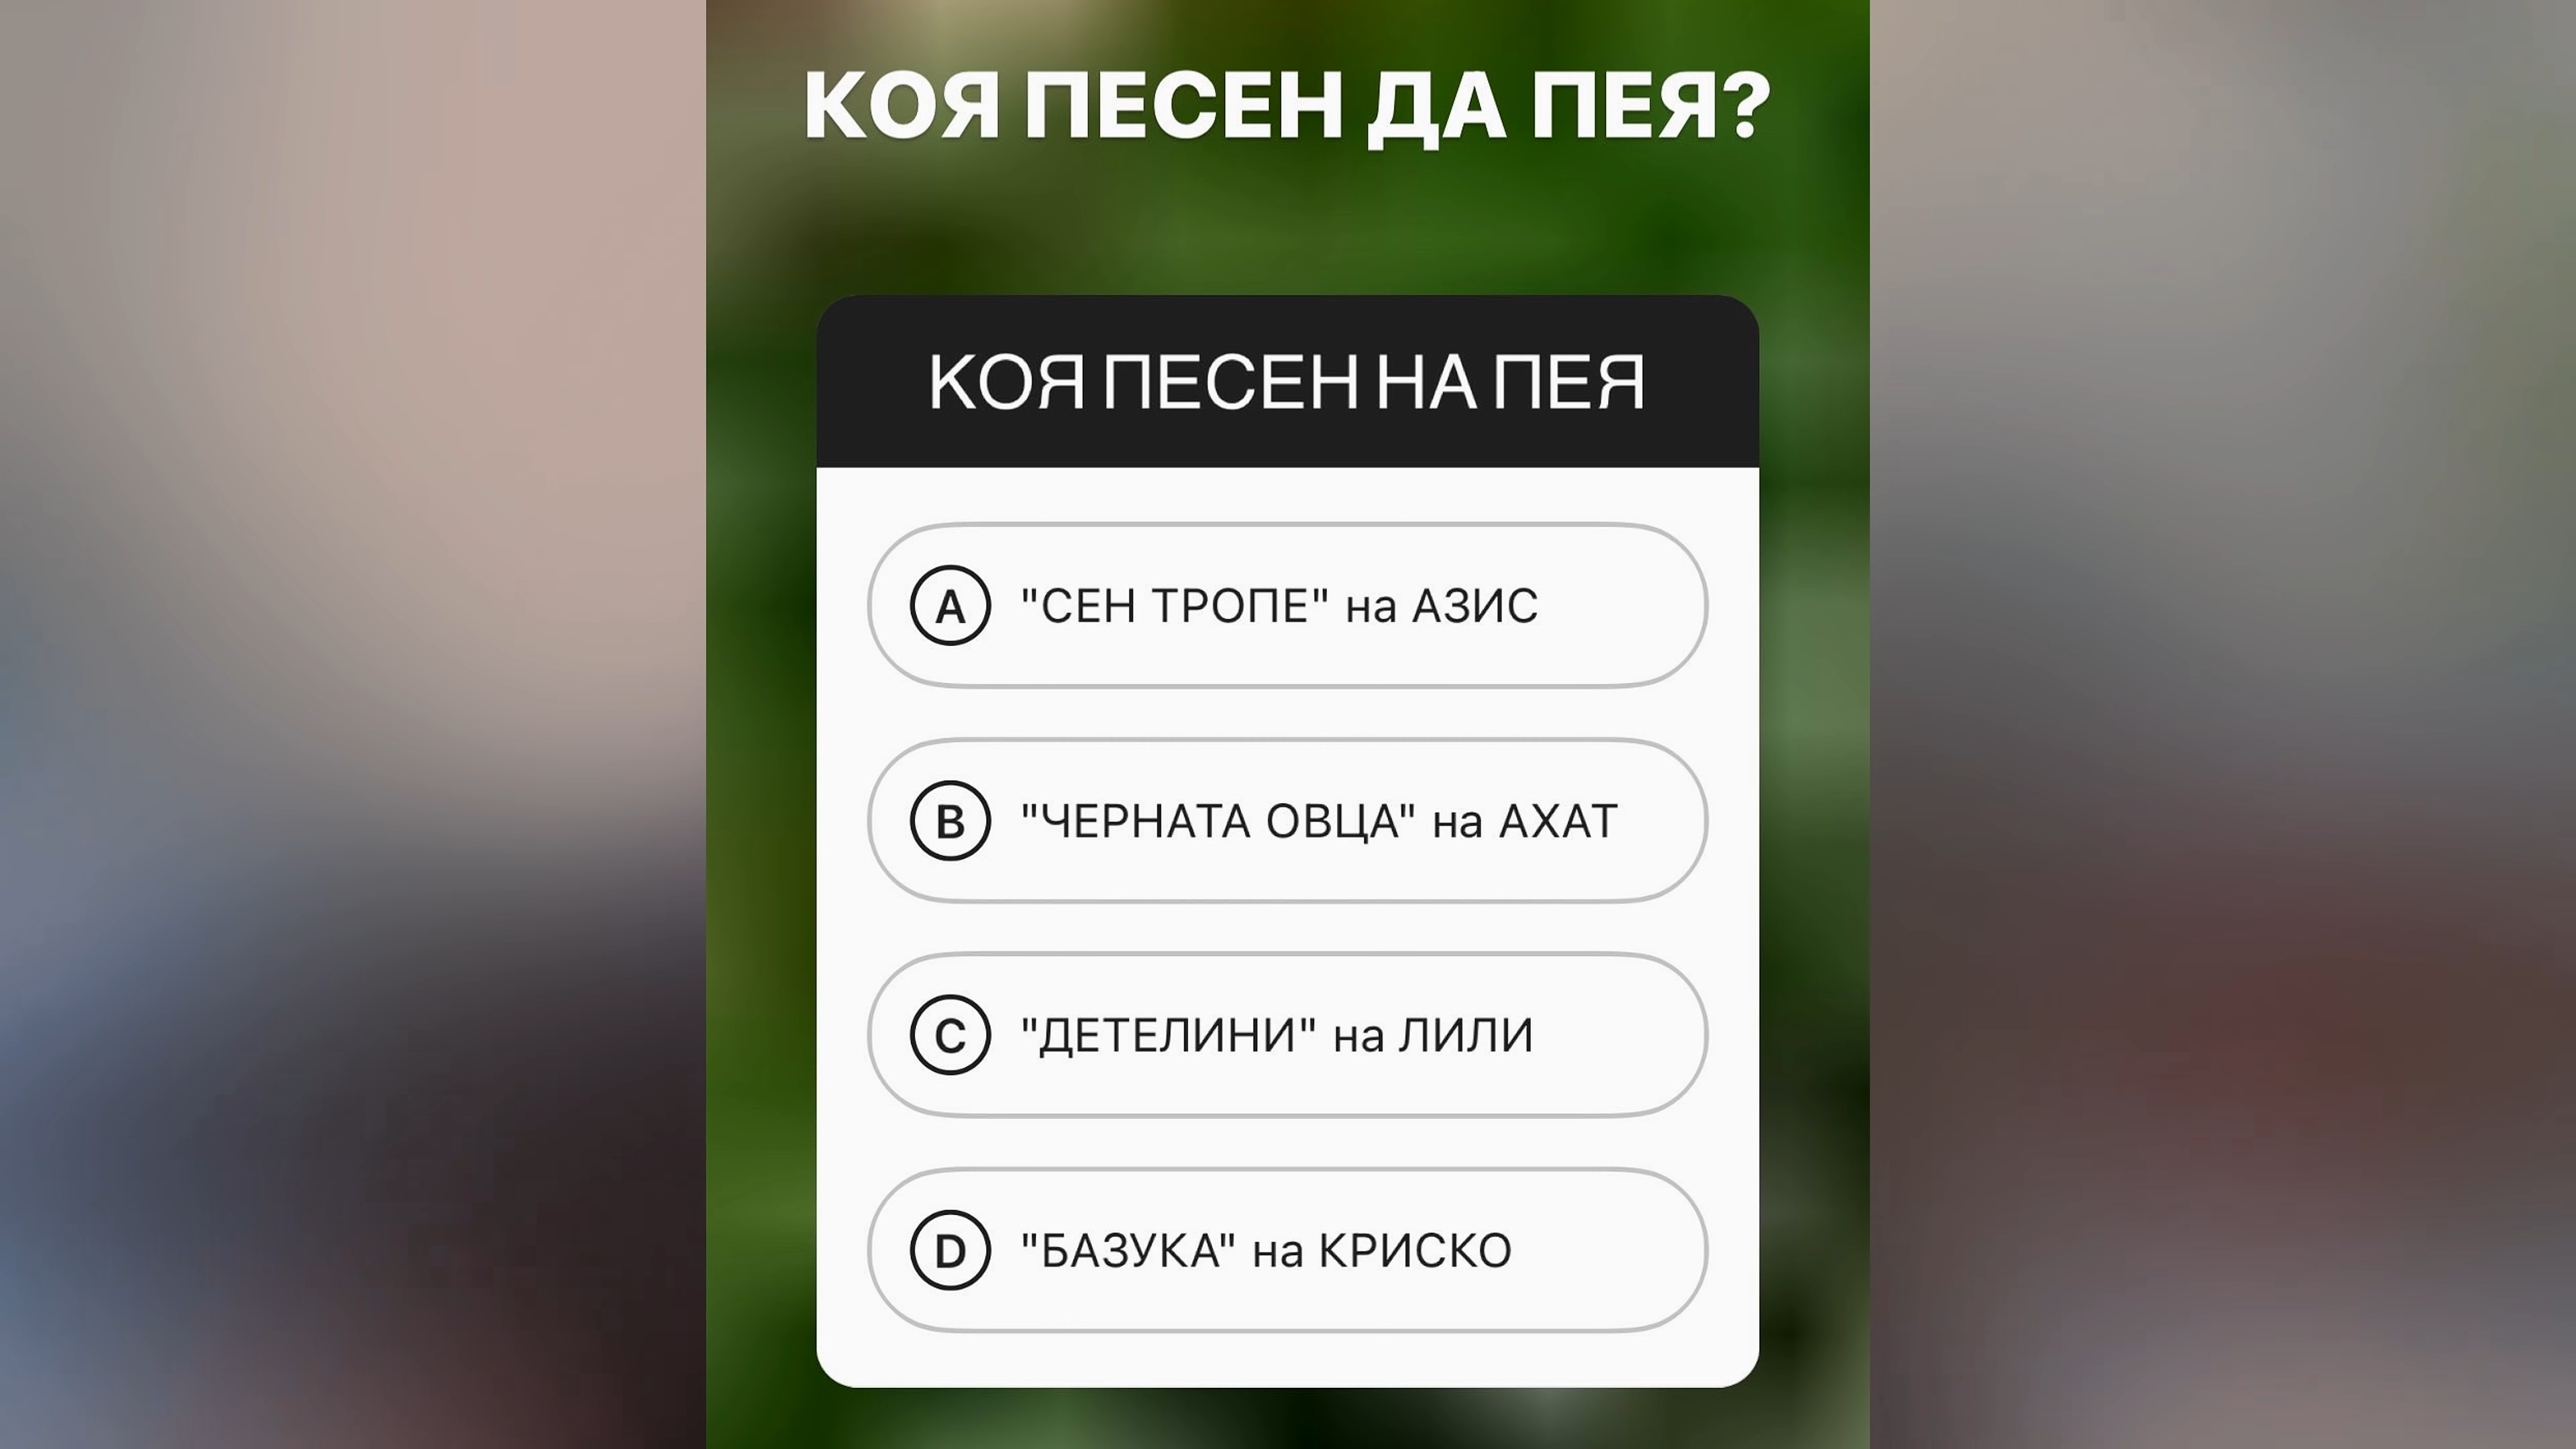 КОЯ ПЕСЕН ДА ПЕЯ?
КОЯ ПЕСЕН НА ПЕЯ
A "СЕН ТРОПЕ" на АЗИС
B "ЧЕРНАТА ОВЦА" на АХАТ
C "ДЕТЕЛИНИ" на ЛИЛИ
D "БАЗУКА" на КРИСКО